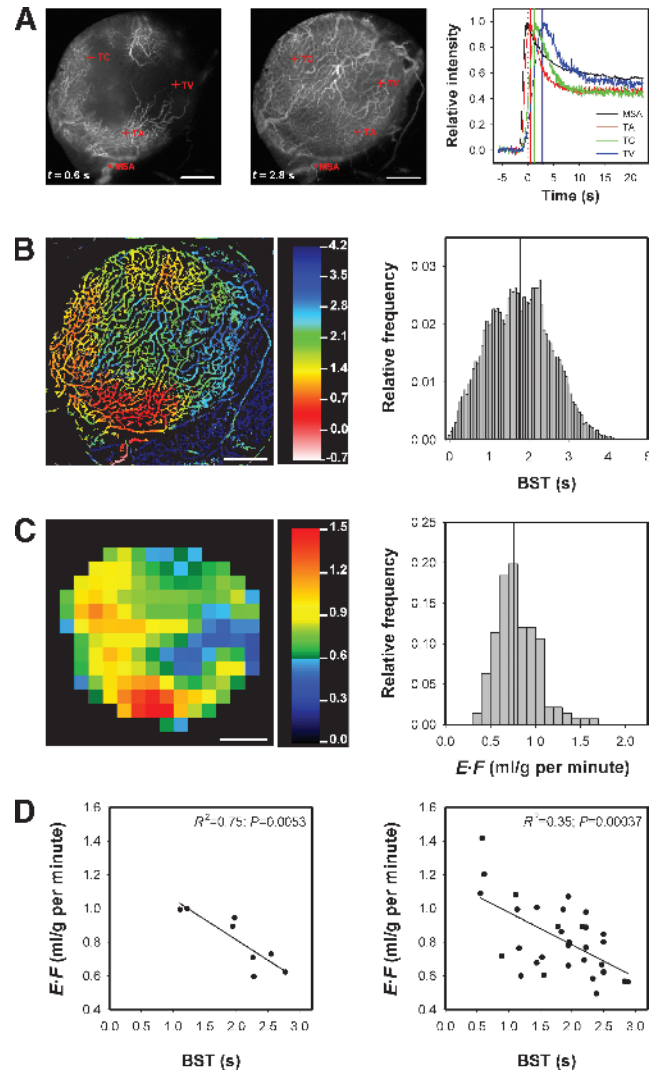 A
TC
TV
TA
MSA
t = 0.6 s
TC
TV
TA
MSA
t = 2.8 s
Relative intensity
1.0
0.8
0.6
0.4
0.2
0.0
-5 0 5 10 15 20
Time (s)
MSA
TA
TC
TV
B
4.2
3.5
2.8
2.1
1.4
0.7
0.0
-0.7
Relative frequency
0.03
0.02
0.01
0.00
0 1 2 3 4 5
BST (s)
C
1.5
1.2
0.9
0.6
0.3
0.0
Relative frequency
0.25
0.20
0.15
0.10
0.05
0.00
0.5 1.0 1.5 2.0
E·F (ml/g per minute)
D
E·F (ml/g per minute)
1.6
1.4
1.2
1.0
0.8
0.6
0.4
R²=0.75; P=0.0053
0.0 0.5 1.0 1.5 2.0 2.5 3.0
BST (s)
E·F (ml/g per minute)
1.6
1.4
1.2
1.0
0.8
0.6
0.4
R²=0.35; P=0.00037
0.0 0.5 1.0 1.5 2.0 2.5 3.0
BST (s)